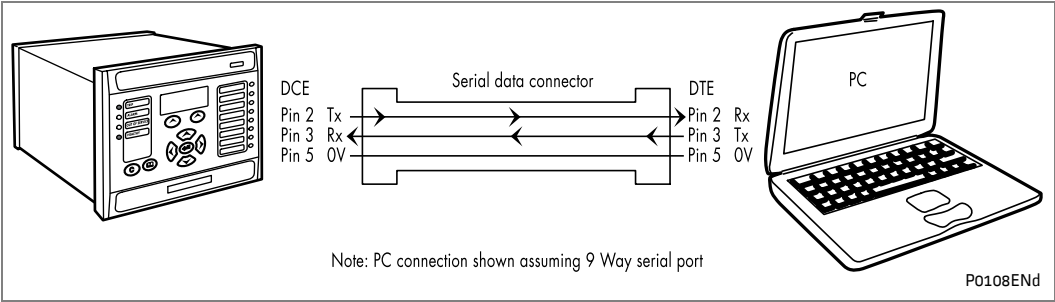 Serial data connector
DCE
Pin 2 Tx
Pin 3 Rx
Pin 5 0V
DTE
Pin 2 Rx
Pin 3 Tx
Pin 5 0V
PC
Note: PC connection shown assuming 9 Way serial port
P0108ENd